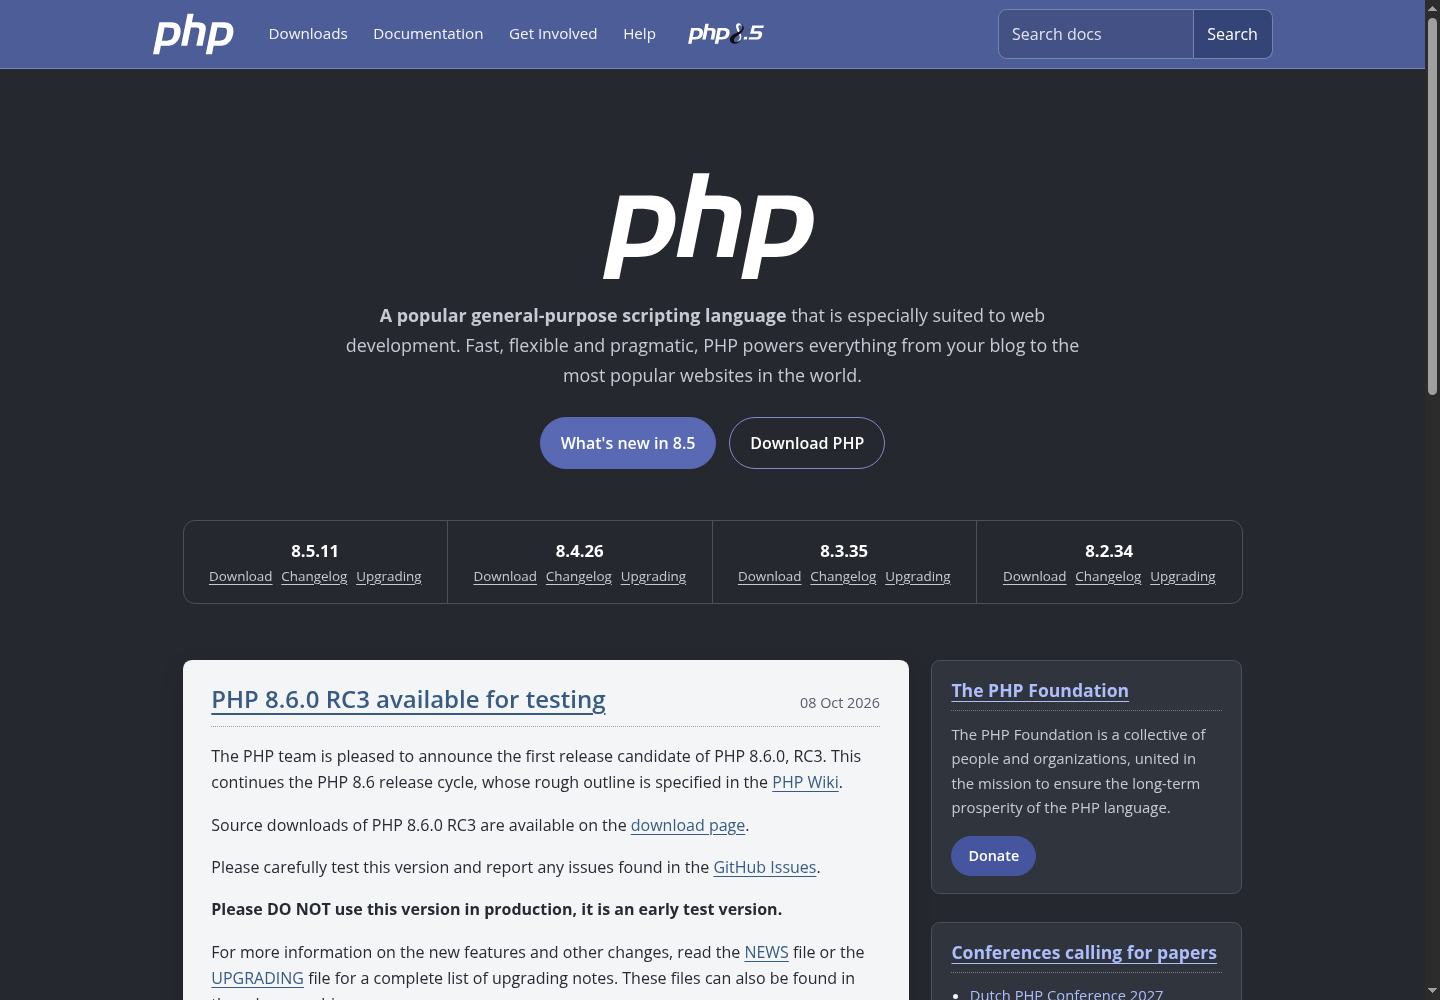 php Downloads Documentation Get Involved Help php8.5 Search docs Search
php
A popular general-purpose scripting language that is especially suited to web
development. Fast, flexible and pragmatic, PHP powers everything from your blog to the
most popular websites in the world.
What's new in 8.5 Download PHP
8.5.11 8.4.26 8.3.35 8.2.34
Download Changelog Upgrading Download Changelog Upgrading Download Changelog Upgrading Download Changelog Upgrading
PHP 8.6.0 RC3 available for testing 08 Oct 2026
The PHP team is pleased to announce the first release candidate of PHP 8.6.0, RC3. This
continues the PHP 8.6 release cycle, whose rough outline is specified in the PHP Wiki.
Source downloads of PHP 8.6.0 RC3 are available on the download page.
Please carefully test this version and report any issues found in the GitHub Issues.
Please DO NOT use this version in production, it is an early test version.
For more information on the new features and other changes, read the NEWS file or the
UPGRADING file for a complete list of upgrading notes. These files can also be found in
The PHP Foundation
The PHP Foundation is a collective of
people and organizations, united in
the mission to ensure the long-term
prosperity of the PHP language.
Donate
Conferences calling for papers
Dutch PHP Conference 2027